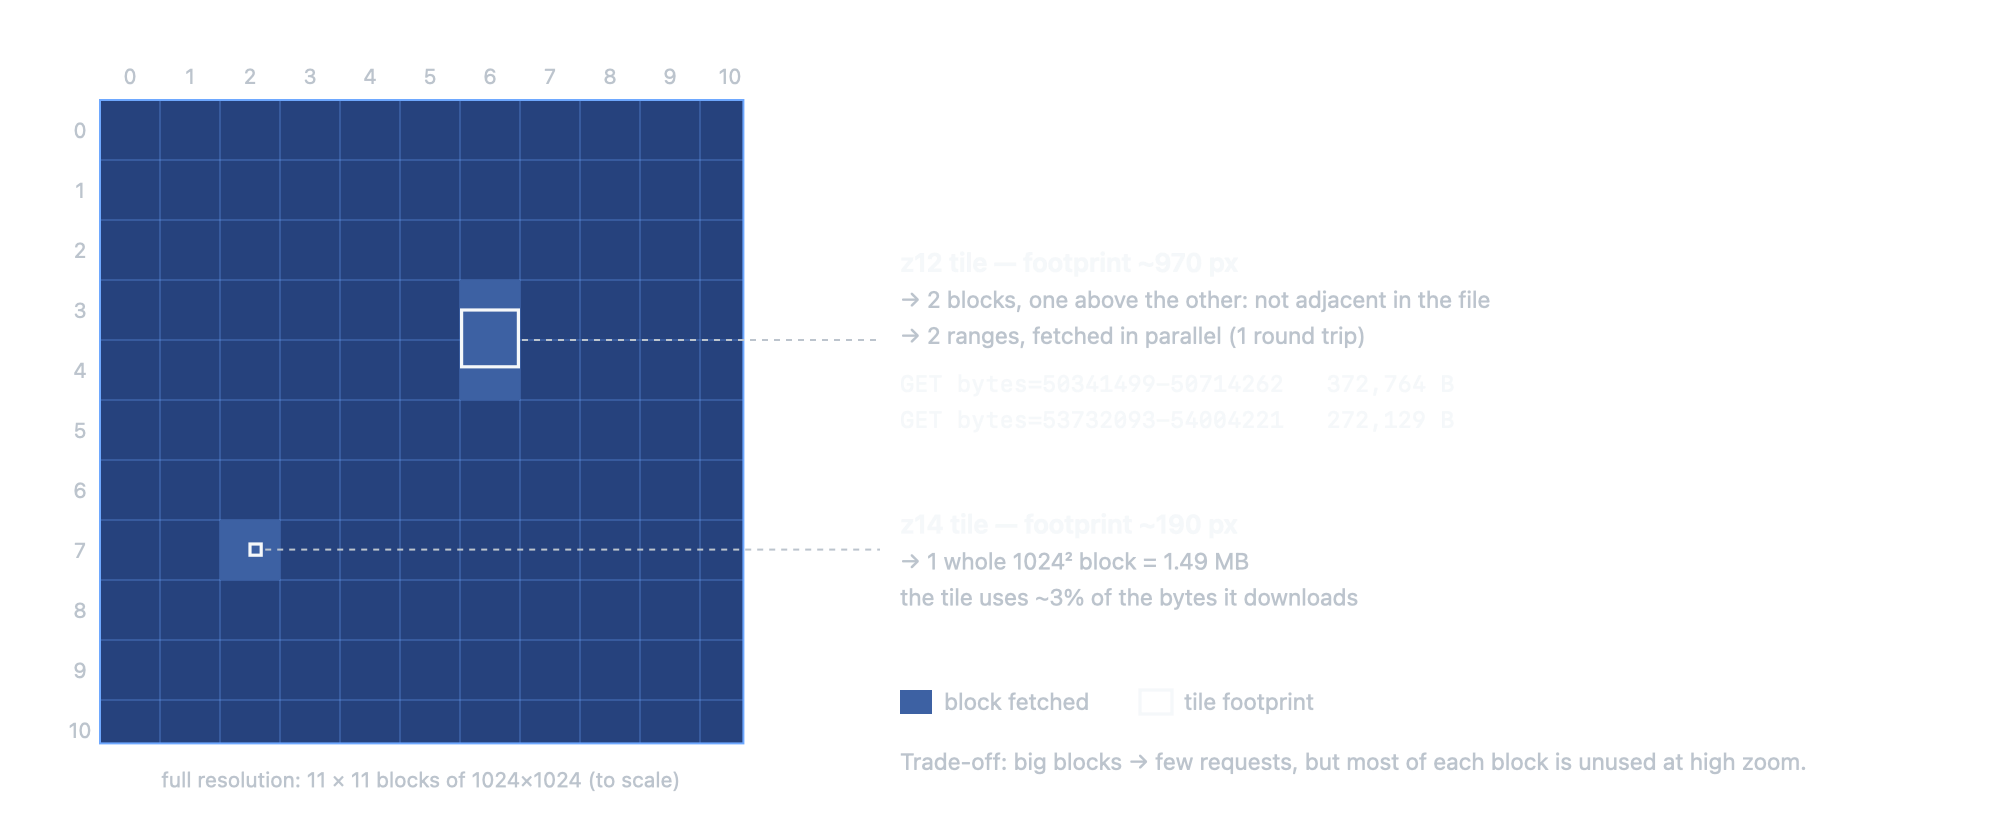 0 1 2 3 4 5 6 7 8 9 10
0
1
2
3
4
5
6
7
8
9
10
full resolution: 11 × 11 blocks of 1024×1024 (to scale)
z12 tile — footprint ~970 px
→ 2 blocks, one above the other: not adjacent in the file
→ 2 ranges, fetched in parallel (1 round trip)
GET bytes=50341499–50714262 372,764 B
GET bytes=53732093–54004221 272,129 B
z14 tile — footprint ~190 px
→ 1 whole 1024² block = 1.49 MB
the tile uses ~3% of the bytes it downloads
block fetched tile footprint
Trade-off: big blocks → few requests, but most of each block is unused at high zoom.